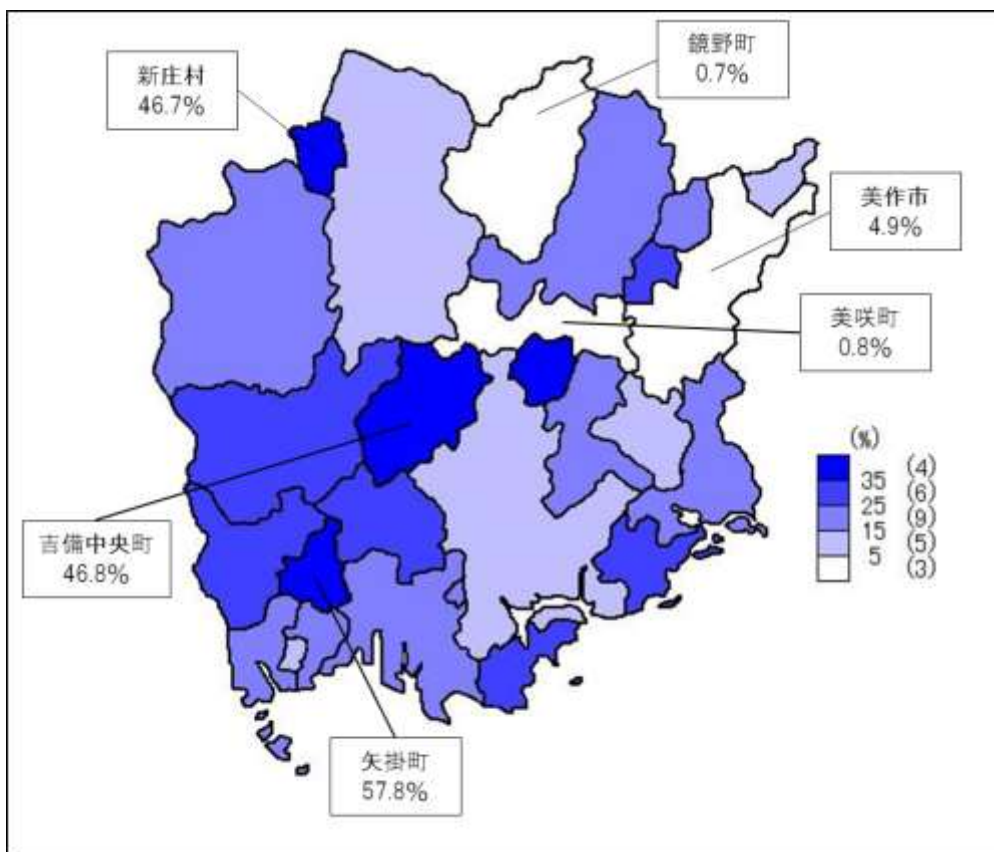 鏡野町
0.7%
新庄村
46.7%
美作市
4.9%
美咲町
0.8%
(%)
35 (4)
25 (6)
15 (9)
5 (5)
(3)
吉備中央町
46.8%
矢掛町
57.8%